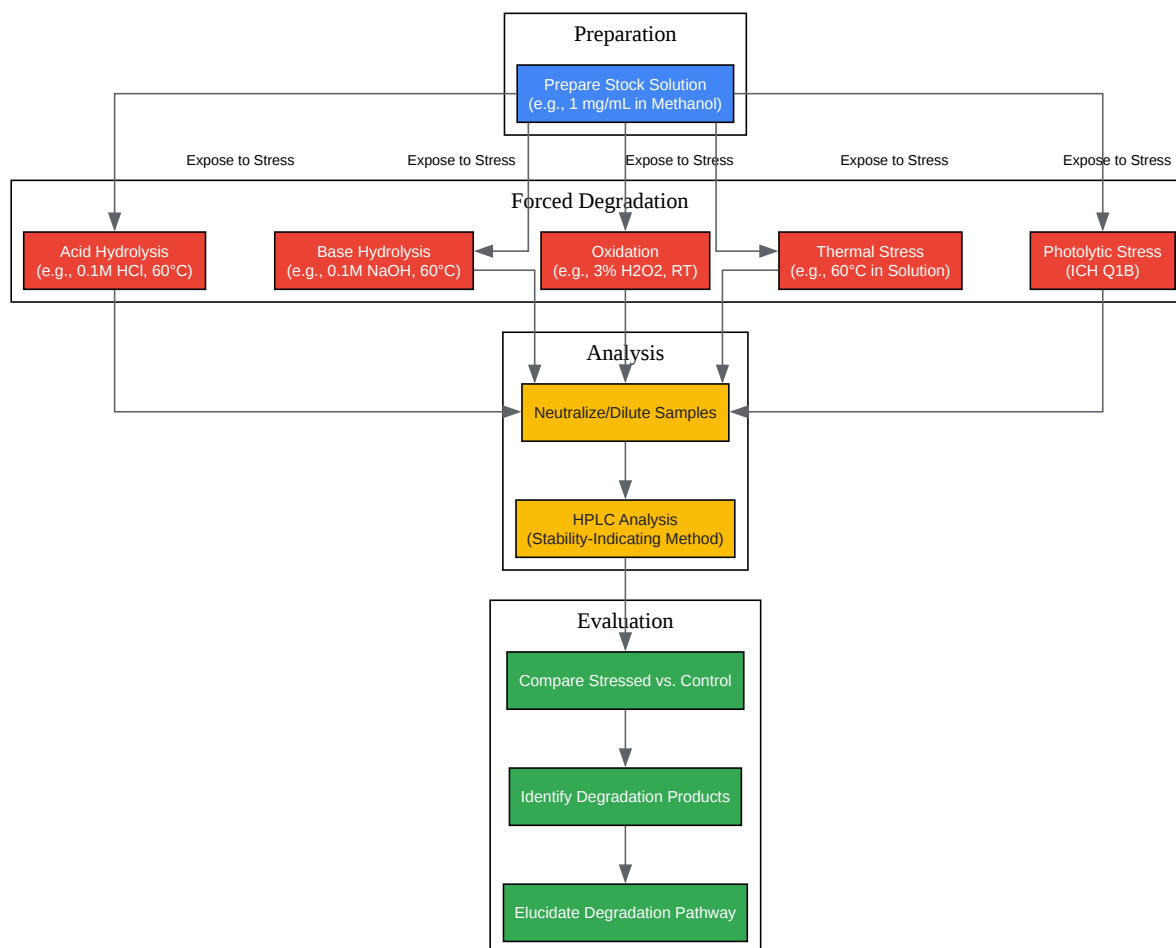 Preparation
Prepare Stock Solution
(e.g., 1 mg/mL in Methanol)
Expose to Stress
Expose to Stress
Expose to Stress
Expose to Stress
Expose to Stress
Forced Degradation
Acid Hydrolysis
(e.g., 0.1M HCl, 60°C)
Base Hydrolysis
(e.g., 0.1M NaOH, 60°C)
Oxidation
(e.g., 3% H2O2, RT)
Thermal Stress
(e.g., 60°C in Solution)
Photolytic Stress
(ICH Q1B)
Analysis
Neutralize/Dilute Samples
HPLC Analysis
(Stability-Indicating Method)
Evaluation
Compare Stressed vs. Control
Identify Degradation Products
Elucidate Degradation Pathway